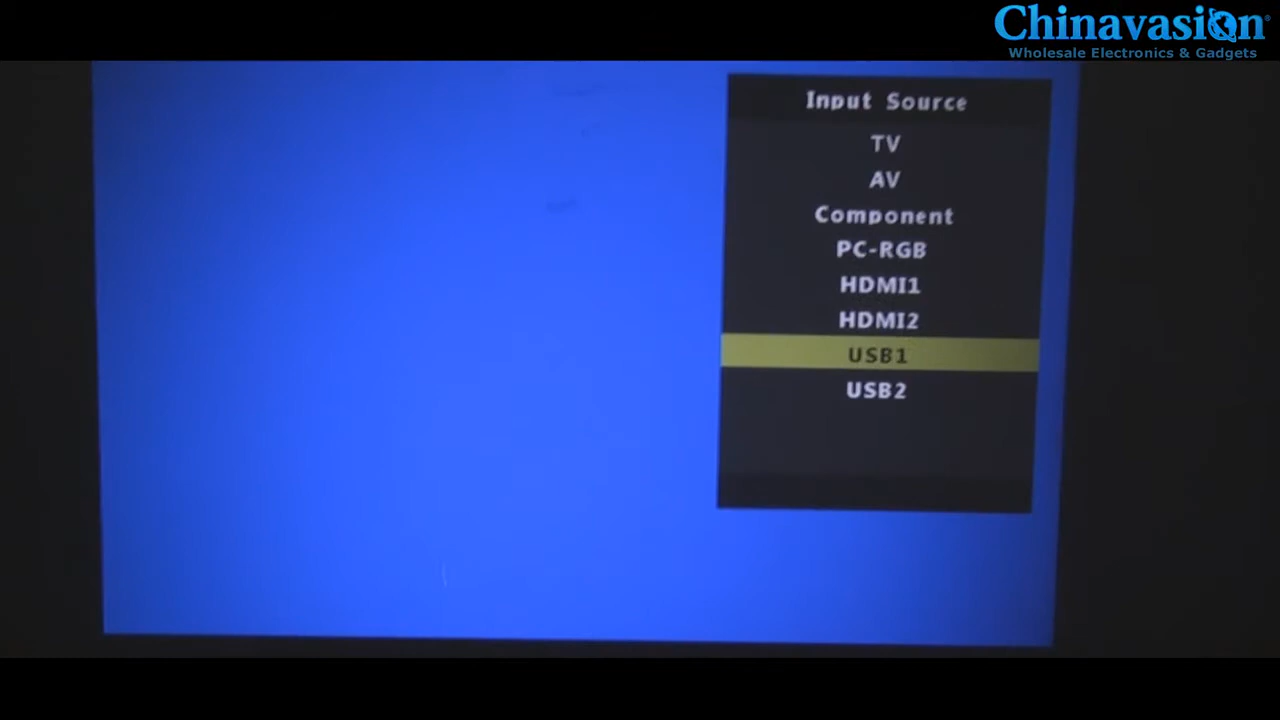 Chinavasion
Wholesale Electronics & Gadgets
Input Source
TV
AV
Component
PC-RGB
HDMI1
HDMI2
USB1
USB2